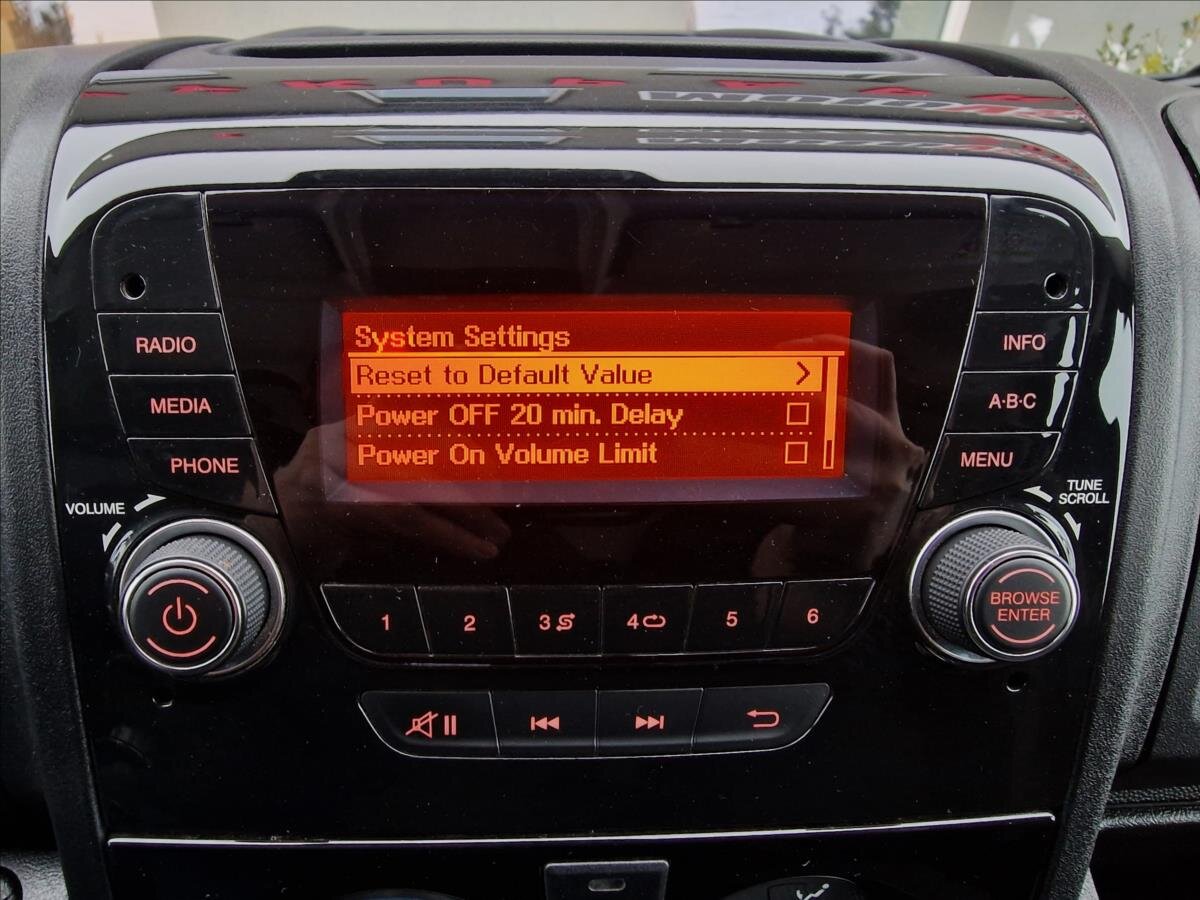 System Settings
Reset to Default Value
Power OFF 20 min. Delay
Power On Volume Limit
RADIO
MEDIA
PHONE
VOLUME
INFO
A·B·C
MENU
TUNE
SCROLL
BROWSE
ENTER
1
2
3
4
5
6